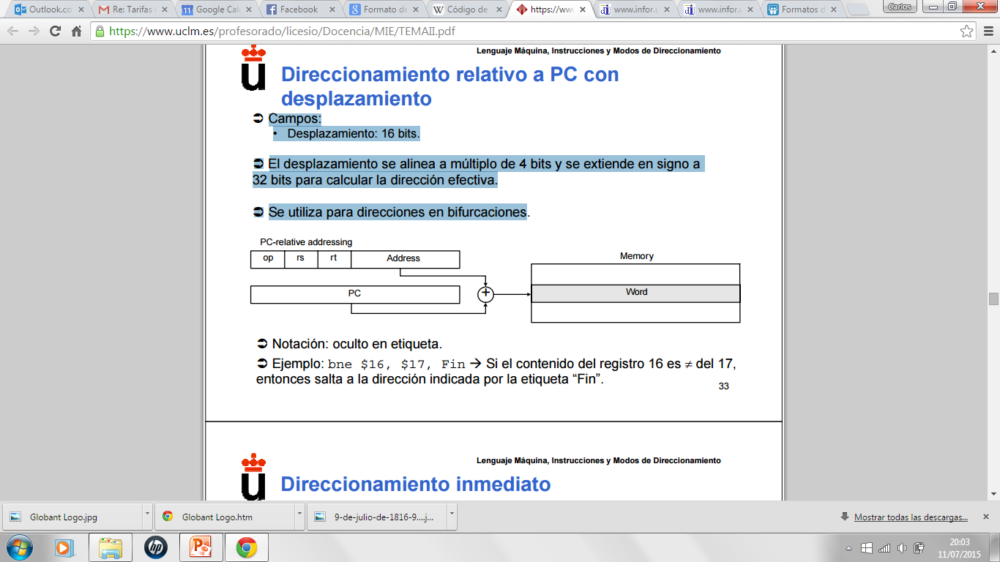 Outlook.co
Re: Tarifas
Google Cal
Facebook
Formato de
Código de
https://ww
www.infor.u
www.infor.u
Formatos d
Carlos
https://www.uclm.es/profesorado/licesio/Docencia/MIE/TEMAII.pdf
Lenguaje Máquina, Instrucciones y Modos de Direccionamiento
Direccionamiento relativo a PC con
desplazamiento
➲ Campos:
• Desplazamiento: 16 bits.
➲ El desplazamiento se alinea a múltiplo de 4 bits y se extiende en signo a
32 bits para calcular la dirección efectiva.
➲ Se utiliza para direcciones en bifurcaciones.
PC-relative addressing
op rs rt Address
Memory
PC
+
Word
➲ Notación: oculto en etiqueta.
➲ Ejemplo: bne $16, $17, Fin → Si el contenido del registro 16 es ≠ del 17,
entonces salta a la dirección indicada por la etiqueta “Fin”.
33
Lenguaje Máquina, Instrucciones y Modos de Direccionamiento
Direccionamiento inmediato
Globant Logo.jpg
Globant Logo.htm
9-de-julio-de-1816-9....j...
Mostrar todas las descargas...
20:03
11/07/2015